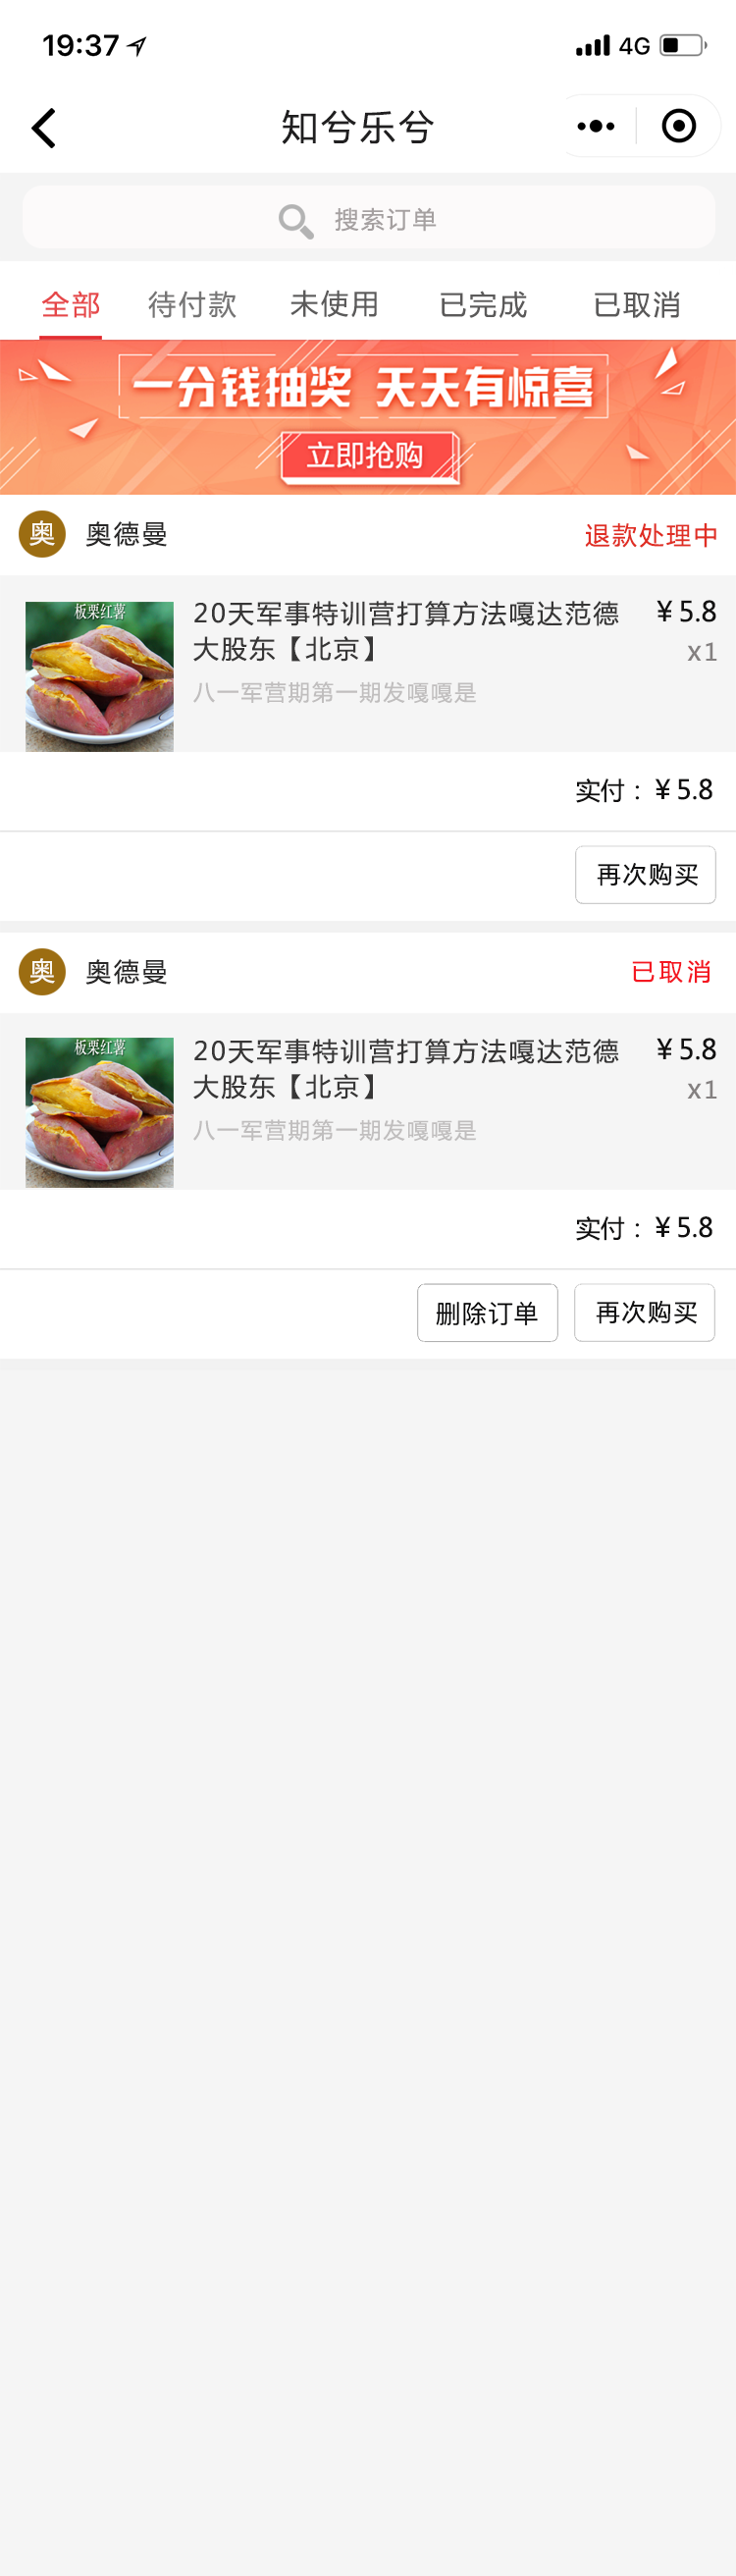 19:37
4G
知兮乐兮
搜索订单
全部 待付款 未使用 已完成 已取消
一分钱抽奖 天天有惊喜
立即抢购
奥 奥德曼 退款处理中
板栗红薯
20天军事特训营打算方法嘎达范德 ¥5.8
大股东【北京】 x1
八一军营期第一期发嘎嘎是
实付：¥5.8
再次购买
奥 奥德曼 已取消
板栗红薯
20天军事特训营打算方法嘎达范德 ¥5.8
大股东【北京】 x1
八一军营期第一期发嘎嘎是
实付：¥5.8
删除订单 再次购买